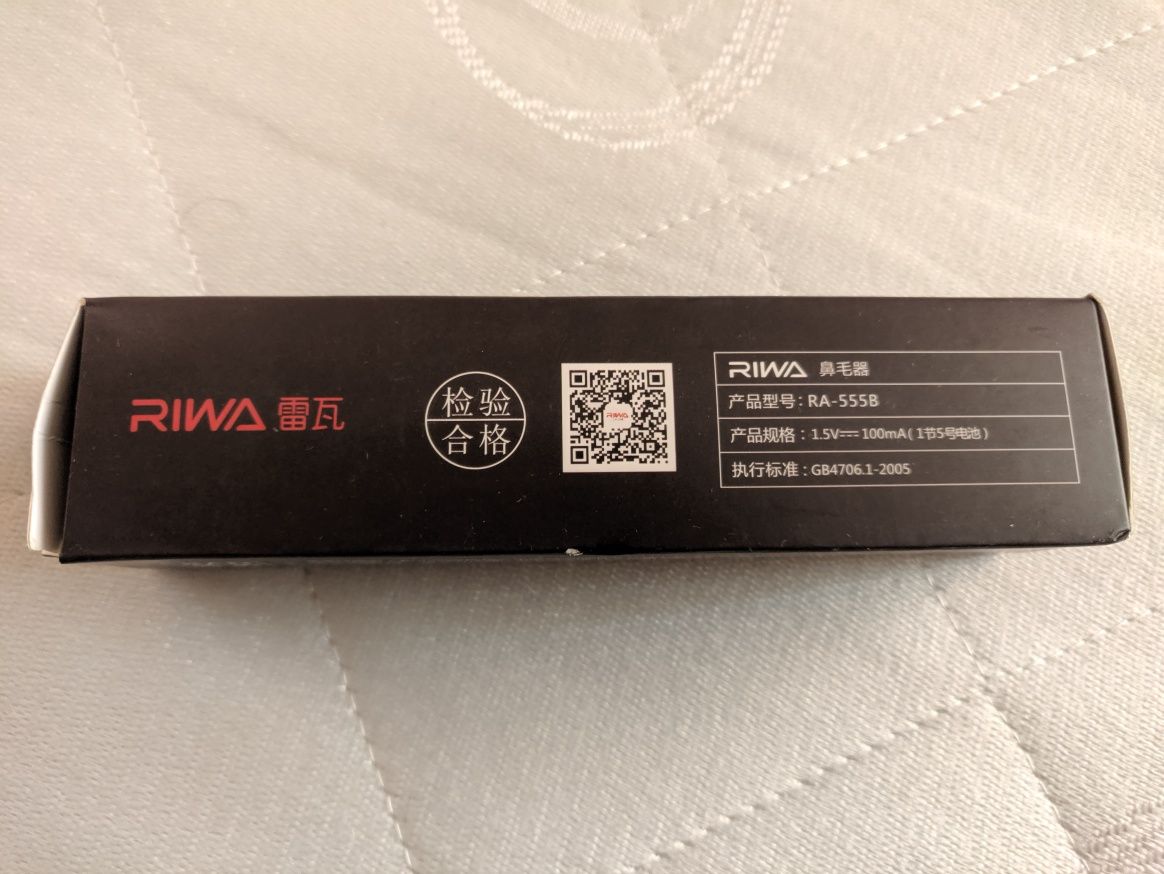 RIWA 雷瓦
检验
合格
RIWA
RIWA 鼻毛器
产品型号：RA-555B
产品规格：1.5V⎓100mA（1节5号电池）
执行标准：GB4706.1-2005